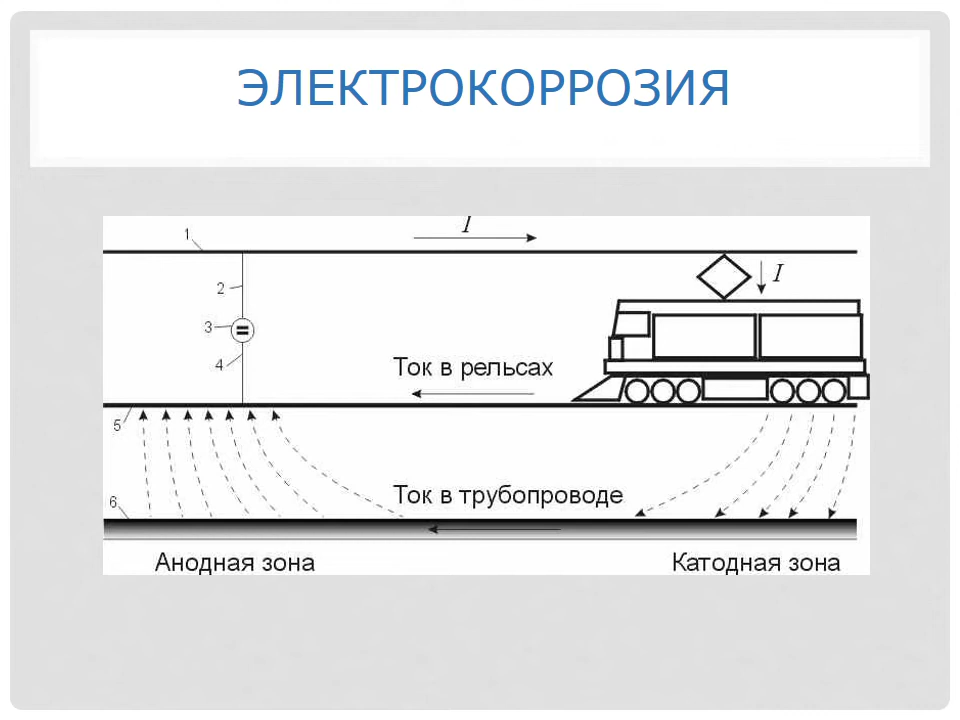 ЭЛЕКТРОКОРРОЗИЯ
I
1
2
I
3
4
Ток в рельсах
5
Ток в трубопроводе
6
Анодная зона
Катодная зона